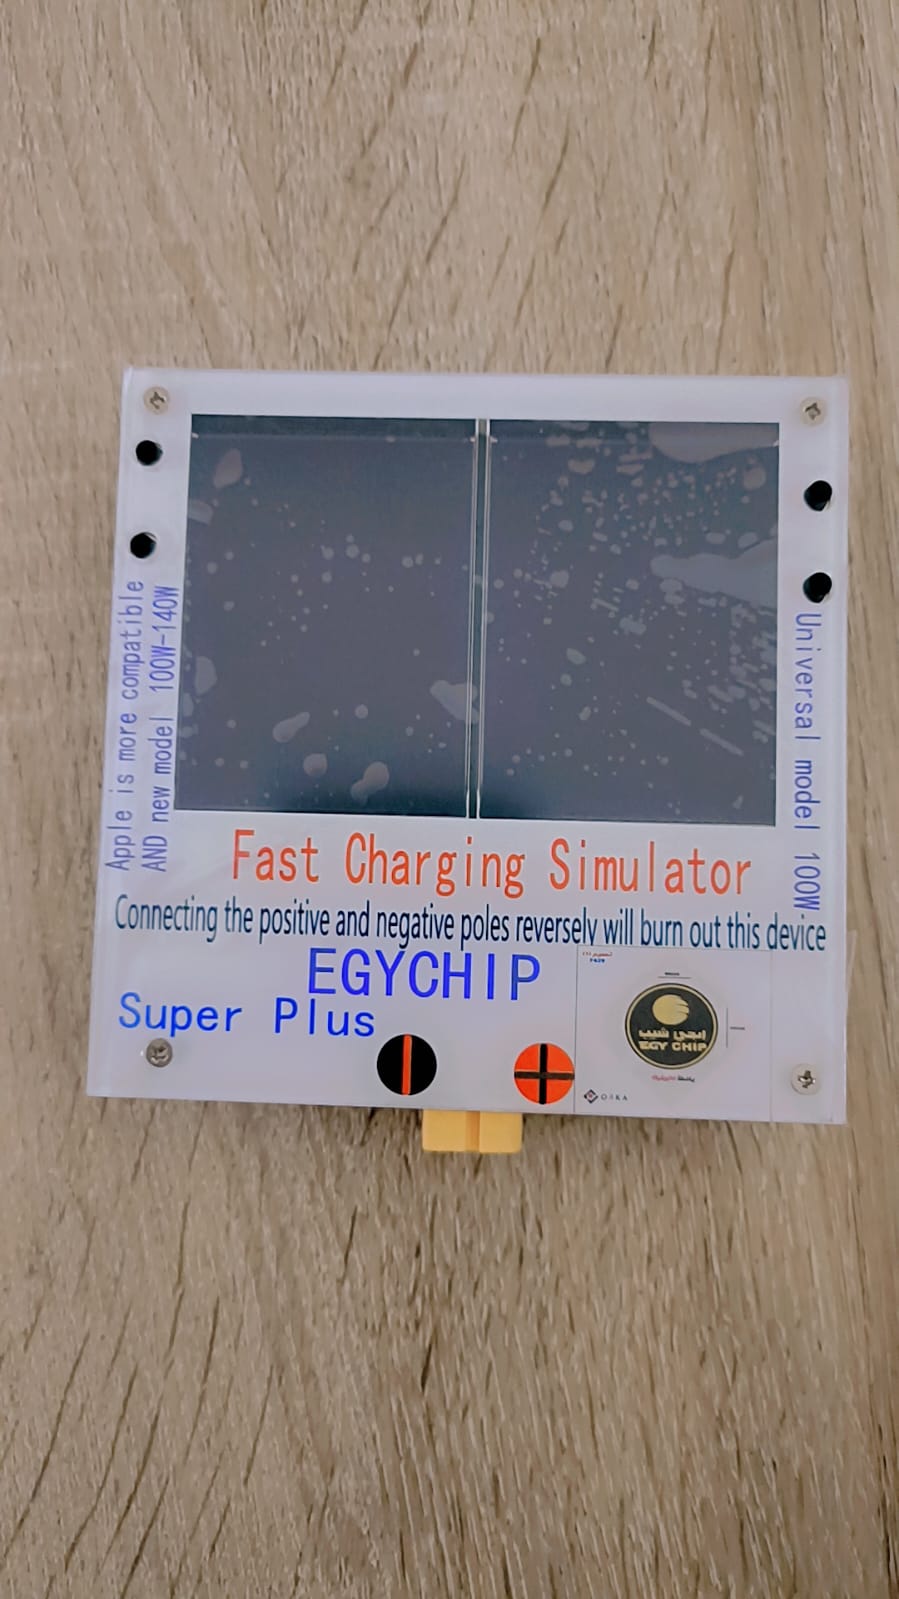 Apple is more compatible
AND new model 100W-140W
Universal model 100W
Fast Charging Simulator
Connecting the positive and negative poles reversely will burn out this device
EGYCHIP
Super Plus
ايجي شيب
EGY CHIP